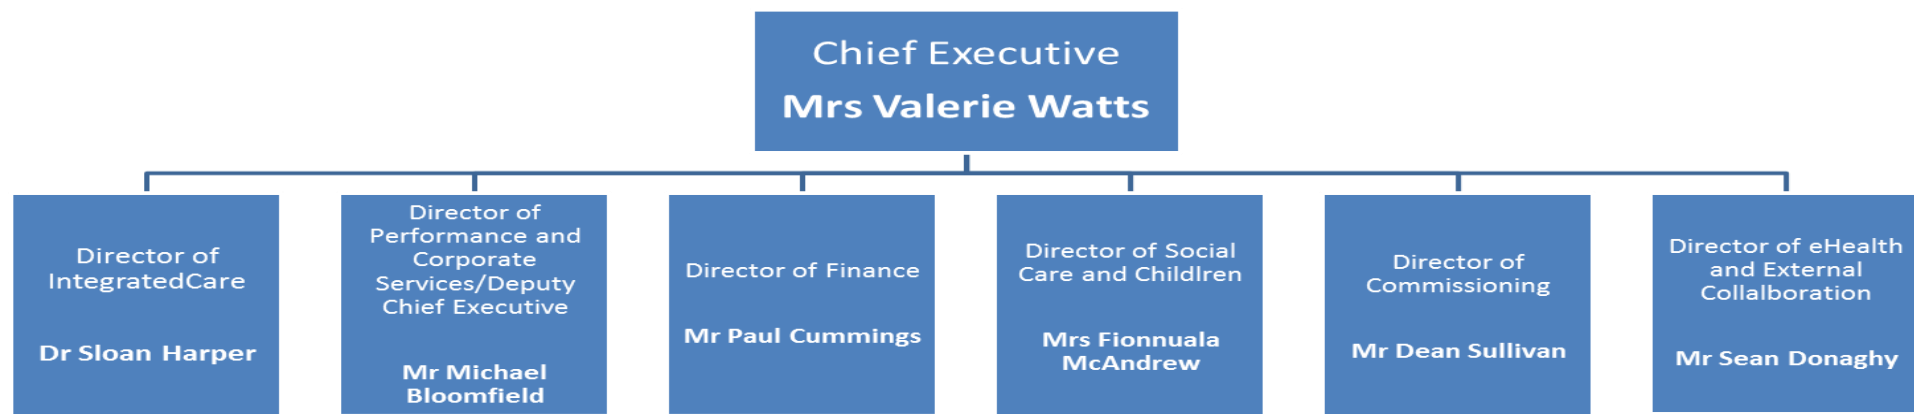 Chief Executive
Mrs Valerie Watts
Director of
IntegratedCare
Dr Sloan Harper
Director of
Performance and
Corporate
Services/Deputy
Chief Executive
Mr Michael
Bloomfield
Director of Finance
Mr Paul Cummings
Director of Social
Care and Childlren
Mrs Fionnuala
McAndrew
Director of
Commissioning
Mr Dean Sullivan
Director of eHealth
and External
Collalboration
Mr Sean Donaghy